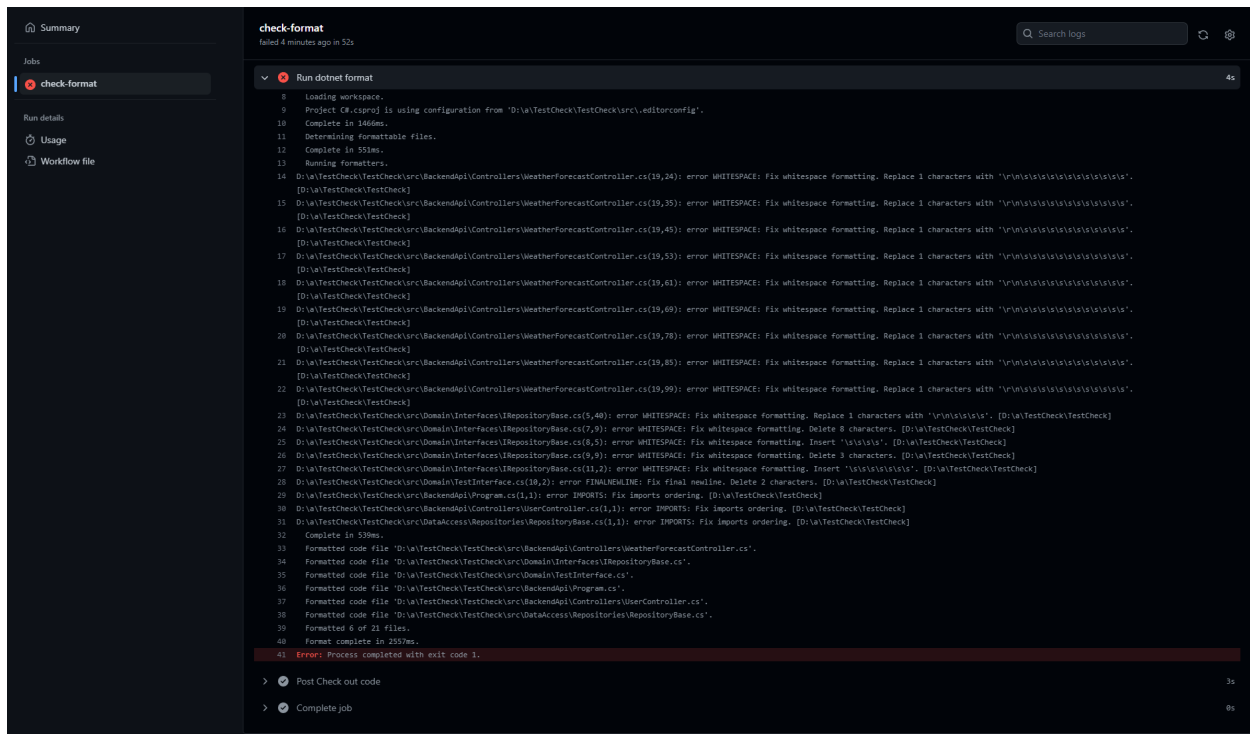 Summary
Jobs
check-format
Run details
Usage
Workflow file
check-format
failed 4 minutes ago in 52s
Search logs
Run dotnet format 4s
8 Loading workspace.
9 Project C#.csproj is using configuration from 'D:\a\TestCheck\TestCheck\src\.editorconfig'.
10 Complete in 1466ms.
11 Determining formattable files.
12 Complete in 551ms.
13 Running formatters.
14 D:\a\TestCheck\TestCheck\src\BackendApi\Controllers\WeatherForecastController.cs(19,24): error WHITESPACE: Fix whitespace formatting. Replace 1 characters with '\r\n\s\s\s\s\s\s\s\s\s\s\s\s'.
[D:\a\TestCheck\TestCheck]
15 D:\a\TestCheck\TestCheck\src\BackendApi\Controllers\WeatherForecastController.cs(19,35): error WHITESPACE: Fix whitespace formatting. Replace 1 characters with '\r\n\s\s\s\s\s\s\s\s\s\s\s\s'.
[D:\a\TestCheck\TestCheck]
16 D:\a\TestCheck\TestCheck\src\BackendApi\Controllers\WeatherForecastController.cs(19,45): error WHITESPACE: Fix whitespace formatting. Replace 1 characters with '\r\n\s\s\s\s\s\s\s\s\s\s\s\s'.
[D:\a\TestCheck\TestCheck]
17 D:\a\TestCheck\TestCheck\src\BackendApi\Controllers\WeatherForecastController.cs(19,53): error WHITESPACE: Fix whitespace formatting. Replace 1 characters with '\r\n\s\s\s\s\s\s\s\s\s\s\s\s'.
[D:\a\TestCheck\TestCheck]
18 D:\a\TestCheck\TestCheck\src\BackendApi\Controllers\WeatherForecastController.cs(19,61): error WHITESPACE: Fix whitespace formatting. Replace 1 characters with '\r\n\s\s\s\s\s\s\s\s\s\s\s\s'.
[D:\a\TestCheck\TestCheck]
19 D:\a\TestCheck\TestCheck\src\BackendApi\Controllers\WeatherForecastController.cs(19,69): error WHITESPACE: Fix whitespace formatting. Replace 1 characters with '\r\n\s\s\s\s\s\s\s\s\s\s\s\s'.
[D:\a\TestCheck\TestCheck]
20 D:\a\TestCheck\TestCheck\src\BackendApi\Controllers\WeatherForecastController.cs(19,78): error WHITESPACE: Fix whitespace formatting. Replace 1 characters with '\r\n\s\s\s\s\s\s\s\s\s\s\s\s'.
[D:\a\TestCheck\TestCheck]
21 D:\a\TestCheck\TestCheck\src\BackendApi\Controllers\WeatherForecastController.cs(19,85): error WHITESPACE: Fix whitespace formatting. Replace 1 characters with '\r\n\s\s\s\s\s\s\s\s\s\s\s\s'.
[D:\a\TestCheck\TestCheck]
22 D:\a\TestCheck\TestCheck\src\BackendApi\Controllers\WeatherForecastController.cs(19,99): error WHITESPACE: Fix whitespace formatting. Replace 1 characters with '\r\n\s\s\s\s\s\s\s\s\s\s\s\s'.
[D:\a\TestCheck\TestCheck]
23 D:\a\TestCheck\TestCheck\src\Domain\Interfaces\IRepositoryBase.cs(5,40): error WHITESPACE: Fix whitespace formatting. Replace 1 characters with '\r\n\s\s\s\s'. [D:\a\TestCheck\TestCheck]
24 D:\a\TestCheck\TestCheck\src\Domain\Interfaces\IRepositoryBase.cs(7,9): error WHITESPACE: Fix whitespace formatting. Delete 8 characters. [D:\a\TestCheck\TestCheck]
25 D:\a\TestCheck\TestCheck\src\Domain\Interfaces\IRepositoryBase.cs(8,5): error WHITESPACE: Fix whitespace formatting. Insert '\s\s\s\s'. [D:\a\TestCheck\TestCheck]
26 D:\a\TestCheck\TestCheck\src\Domain\Interfaces\IRepositoryBase.cs(9,9): error WHITESPACE: Fix whitespace formatting. Delete 3 characters. [D:\a\TestCheck\TestCheck]
27 D:\a\TestCheck\TestCheck\src\Domain\Interfaces\IRepositoryBase.cs(11,2): error WHITESPACE: Fix whitespace formatting. Insert '\s\s\s\s\s\s\s'. [D:\a\TestCheck\TestCheck]
28 D:\a\TestCheck\TestCheck\src\Domain\TestInterface.cs(10,2): error FINALNEWLINE: Fix final newline. Delete 2 characters. [D:\a\TestCheck\TestCheck]
29 D:\a\TestCheck\TestCheck\src\BackendApi\Program.cs(1,1): error IMPORTS: Fix imports ordering. [D:\a\TestCheck\TestCheck]
30 D:\a\TestCheck\TestCheck\src\BackendApi\Controllers\UserController.cs(1,1): error IMPORTS: Fix imports ordering. [D:\a\TestCheck\TestCheck]
31 D:\a\TestCheck\TestCheck\src\DataAccess\Repositories\RepositoryBase.cs(1,1): error IMPORTS: Fix imports ordering. [D:\a\TestCheck\TestCheck]
32 Complete in 539ms.
33 Formatted code file 'D:\a\TestCheck\TestCheck\src\BackendApi\Controllers\WeatherForecastController.cs'.
34 Formatted code file 'D:\a\TestCheck\TestCheck\src\Domain\Interfaces\IRepositoryBase.cs'.
35 Formatted code file 'D:\a\TestCheck\TestCheck\src\Domain\TestInterface.cs'.
36 Formatted code file 'D:\a\TestCheck\TestCheck\src\BackendApi\Program.cs'.
37 Formatted code file 'D:\a\TestCheck\TestCheck\src\BackendApi\Controllers\UserController.cs'.
38 Formatted code file 'D:\a\TestCheck\TestCheck\src\DataAccess\Repositories\RepositoryBase.cs'.
39 Formatted 6 of 21 files.
40 Format complete in 2557ms.
41 Error: Process completed with exit code 1.
Post Check out code 3s
Complete job 0s